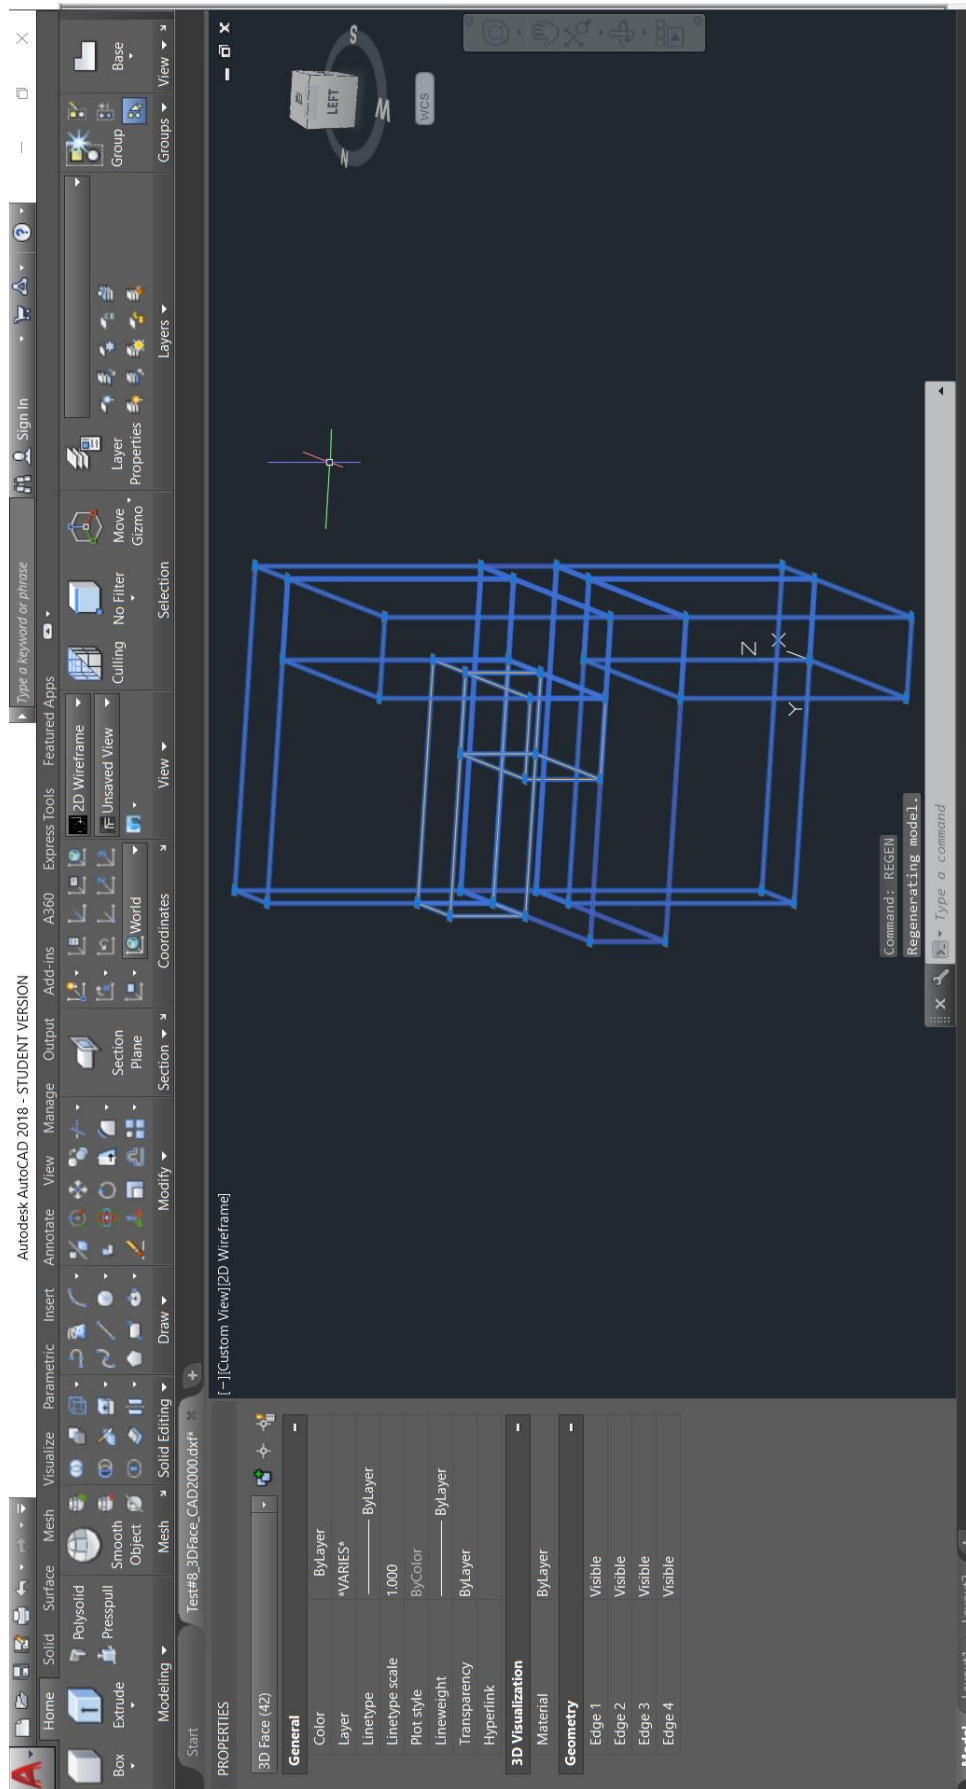 Autodesk AutoCAD 2018 - STUDENT VERSION
Type a keyword or phrase
Sign In
Home Solid Surface Mesh Visualize Parametric Insert Annotate View Manage Output Add-ins A360 Express Tools Featured Apps
Box
Extrude
Polysolid
Presspull
Smooth
Object
Section
Plane
World
2D Wireframe
Unsaved View
Culling
No Filter
Move
Gizmo
Layer
Properties
Group
Base
Modeling
Mesh
Solid Editing
Draw
Modify
Section
Coordinates
View
Selection
Layers
Groups
View
Start
Test#8_3DFace_CAD2000.dxf*
PROPERTIES
3D Face (42)
General
Color ByLayer
Layer *VARIES*
Linetype ByLayer
Linetype scale 1.000
Plot style ByColor
Lineweight ByLayer
Transparency ByLayer
Hyperlink
3D Visualization
Material ByLayer
Geometry
Edge 1 Visible
Edge 2 Visible
Edge 3 Visible
Edge 4 Visible
[−][Custom View][2D Wireframe]
N
W
S
LEFT
WCS
Z
X
Y
Command: REGEN
Regenerating model.
Type a command
Model